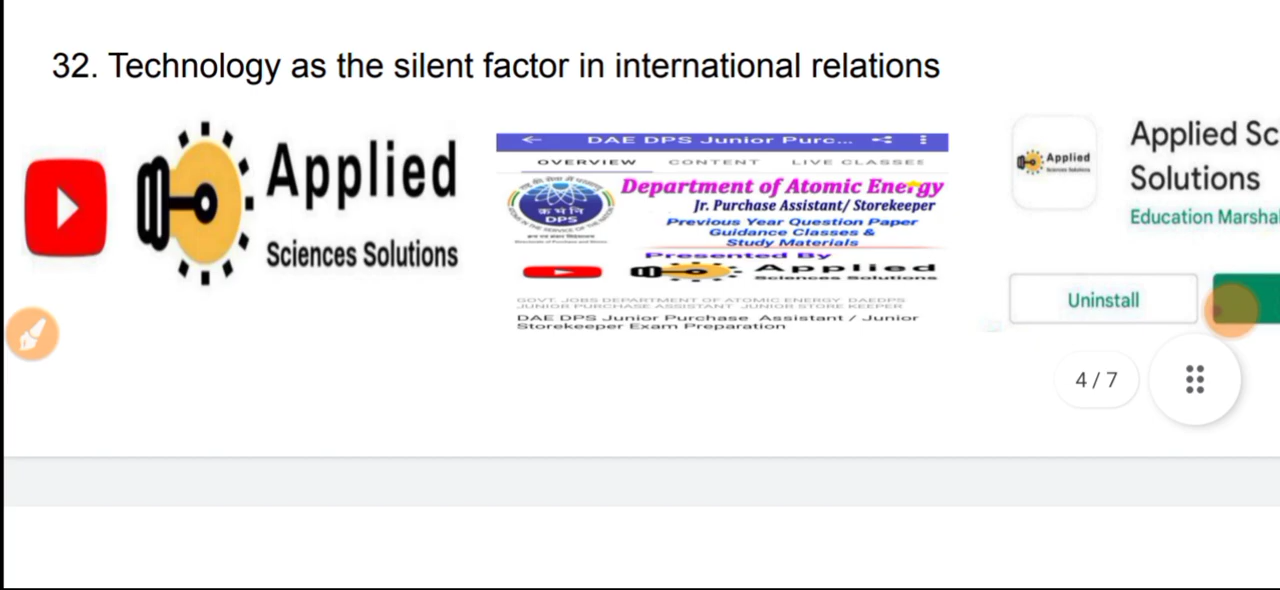 32. Technology as the silent factor in international relations
Applied
Sciences Solutions
DAE DPS Junior Purc...
OVERVIEW CONTENT LIVE CLASSES
DPS
Department of Atomic Energy
Jr. Purchase Assistant/ Storekeeper
Previous Year Question Paper
Guidance Classes &
Study Materials
Presented By
Applied
Sciences Solutions
GOVT. JOBS DEPARTMENT OF ATOMIC ENERGY DAEDPS
JUNIOR PURCHASE ASSISTANT JUNIOR STORE KEEPER
DAE DPS Junior Purchase Assistant / Junior
Storekeeper Exam Preparation
Applied
Sciences Solutions
Applied Sc
Solutions
Education Marshal
Uninstall
4 / 7